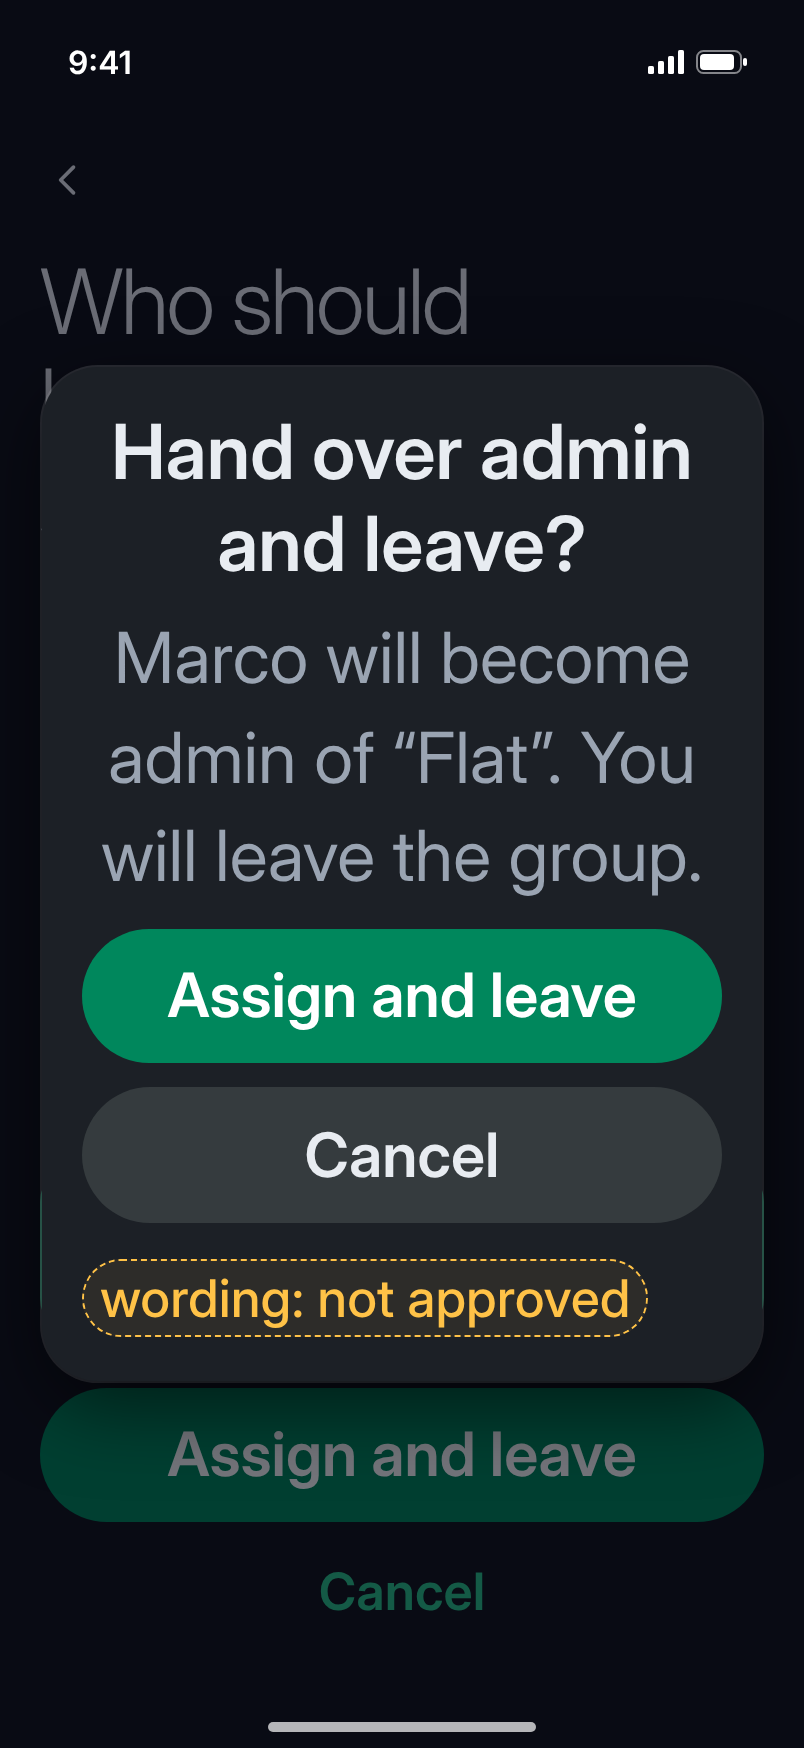 9:41
Who should
Hand over admin
and leave?
Marco will become
admin of “Flat”. You
will leave the group.
Assign and leave
Cancel
wording: not approved
Assign and leave
Cancel